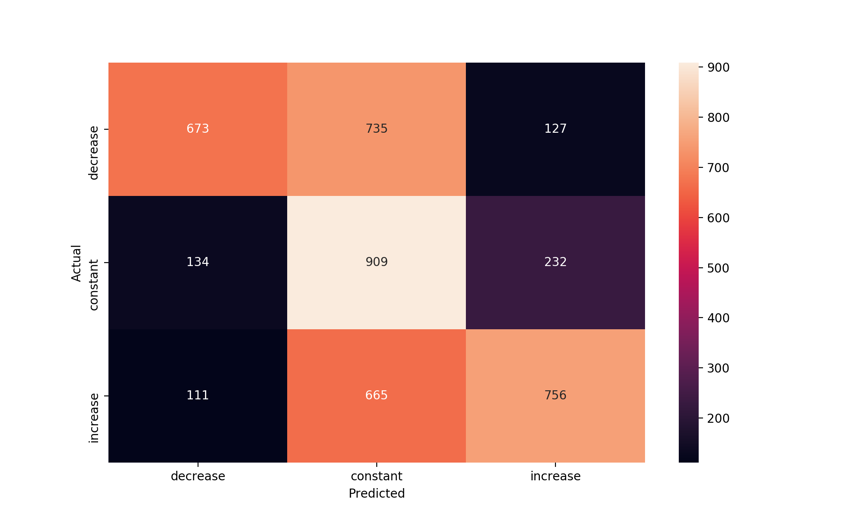 673 735 127
134 909 232
111 665 756
decrease
constant
increase
Actual
decrease constant increase
Predicted
900
800
700
600
500
400
300
200